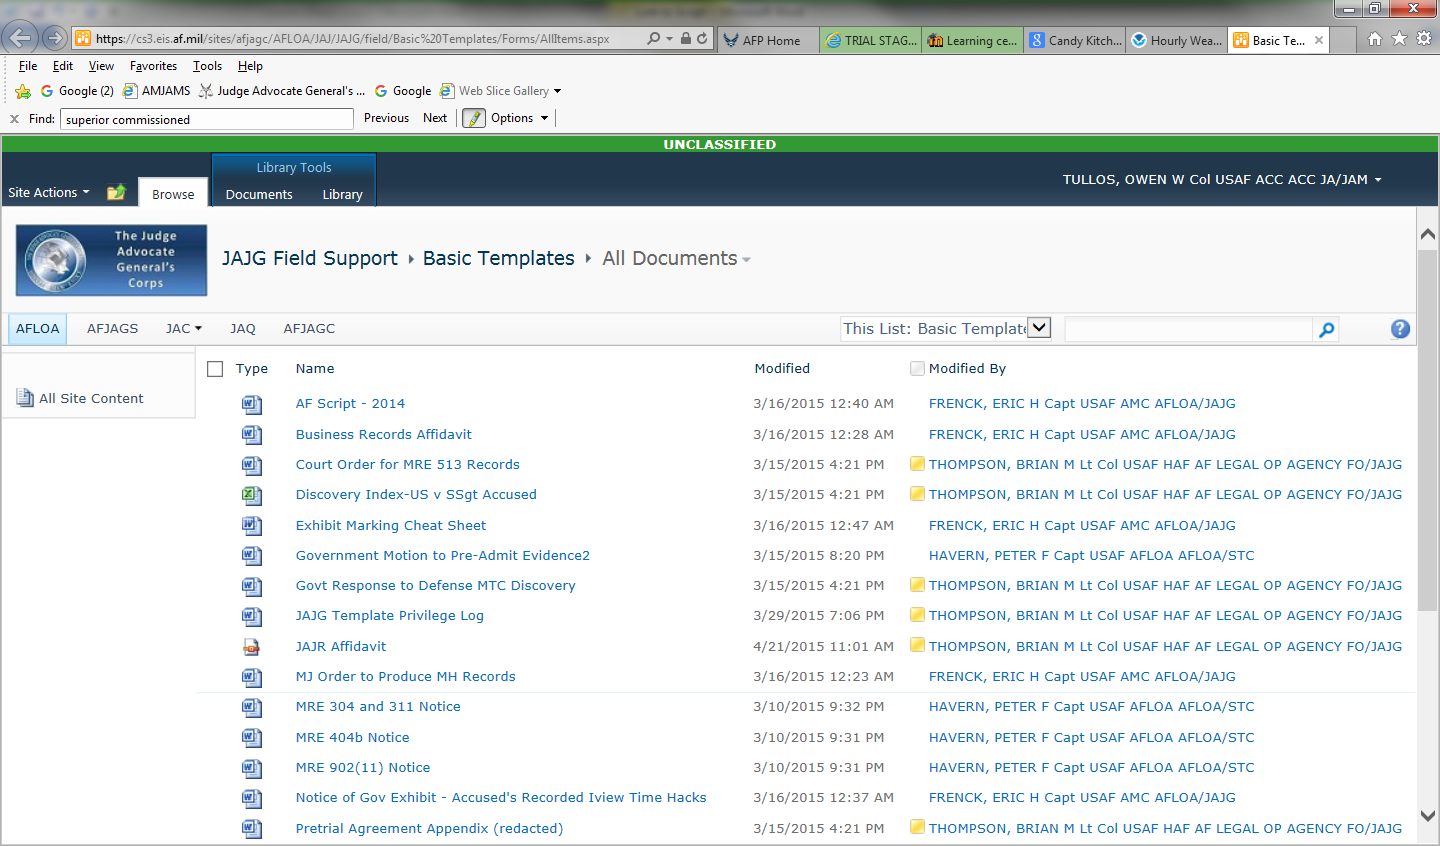 https://cs3.eis.af.mil/sites/afjagc/AFLOA/JAJ/JAJG/field/Basic%20Templates/Forms/AllItems.aspx
AFP Home
TRIAL STAG...
Learning ce...
Candy Kitch...
Hourly Wea...
Basic Te...
File Edit View Favorites Tools Help
Google (2) AMJAMS Judge Advocate General's ... Google Web Slice Gallery
x Find: superior commissioned Previous Next Options
UNCLASSIFIED
Library Tools
Site Actions Browse Documents Library TULLOS, OWEN W Col USAF ACC ACC JA/JAM
The Judge
Advocate
General's
Corps
JAJG Field Support Basic Templates All Documents
AFLOA AFJAGS JAC JAQ AFJAGC This List: Basic Template
All Site Content
Type Name Modified Modified By
AF Script - 2014 3/16/2015 12:40 AM FRENCK, ERIC H Capt USAF AMC AFLOA/JAJG
Business Records Affidavit 3/16/2015 12:28 AM FRENCK, ERIC H Capt USAF AMC AFLOA/JAJG
Court Order for MRE 513 Records 3/15/2015 4:21 PM THOMPSON, BRIAN M Lt Col USAF HAF AF LEGAL OP AGENCY FO/JAJG
Discovery Index-US v SSgt Accused 3/15/2015 4:21 PM THOMPSON, BRIAN M Lt Col USAF HAF AF LEGAL OP AGENCY FO/JAJG
Exhibit Marking Cheat Sheet 3/16/2015 12:47 AM FRENCK, ERIC H Capt USAF AMC AFLOA/JAJG
Government Motion to Pre-Admit Evidence2 3/15/2015 8:20 PM HAVERN, PETER F Capt USAF AFLOA AFLOA/STC
Govt Response to Defense MTC Discovery 3/15/2015 4:21 PM THOMPSON, BRIAN M Lt Col USAF HAF AF LEGAL OP AGENCY FO/JAJG
JAJG Template Privilege Log 3/29/2015 7:06 PM THOMPSON, BRIAN M Lt Col USAF HAF AF LEGAL OP AGENCY FO/JAJG
JAJR Affidavit 4/21/2015 11:01 AM THOMPSON, BRIAN M Lt Col USAF HAF AF LEGAL OP AGENCY FO/JAJG
MJ Order to Produce MH Records 3/16/2015 12:23 AM FRENCK, ERIC H Capt USAF AMC AFLOA/JAJG
MRE 304 and 311 Notice 3/10/2015 9:32 PM HAVERN, PETER F Capt USAF AFLOA AFLOA/STC
MRE 404b Notice 3/10/2015 9:31 PM HAVERN, PETER F Capt USAF AFLOA AFLOA/STC
MRE 902(11) Notice 3/10/2015 9:31 PM HAVERN, PETER F Capt USAF AFLOA AFLOA/STC
Notice of Gov Exhibit - Accused's Recorded Iview Time Hacks 3/16/2015 12:37 AM FRENCK, ERIC H Capt USAF AMC AFLOA/JAJG
Pretrial Agreement Appendix (redacted) 3/15/2015 4:21 PM THOMPSON, BRIAN M Lt Col USAF HAF AF LEGAL OP AGENCY FO/JAJG